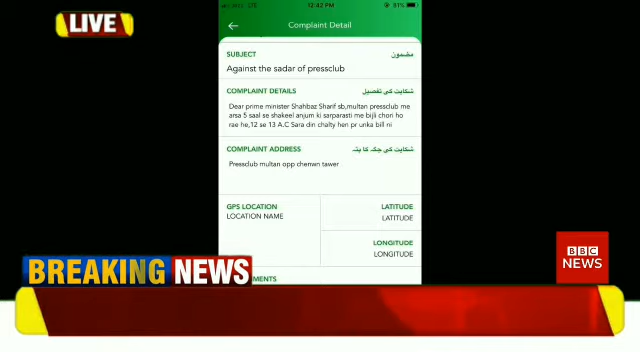 LIVE
12:42 PM
81%
Complaint Detail
SUBJECT
مضمون
Against the sadar of pressclub
COMPLAINT DETAILS
شکایت کی تفصیل
Dear prime minister Shahbaz Sharif sb,multan pressclub me
arsa 5 saal se shakeel anjum ki sarparasti me bijli chori ho
rae he,12 se 13 A.C Sara din chalty hen pr unka bill ni
COMPLAINT ADDRESS
شکایت کی جگہ کا پتہ
Pressclub multan opp chenwn tawer
GPS LOCATION
LOCATION NAME
LATITUDE
LATITUDE
LONGITUDE
LONGITUDE
BREAKING NEWS
MENTS
BBC
NEWS